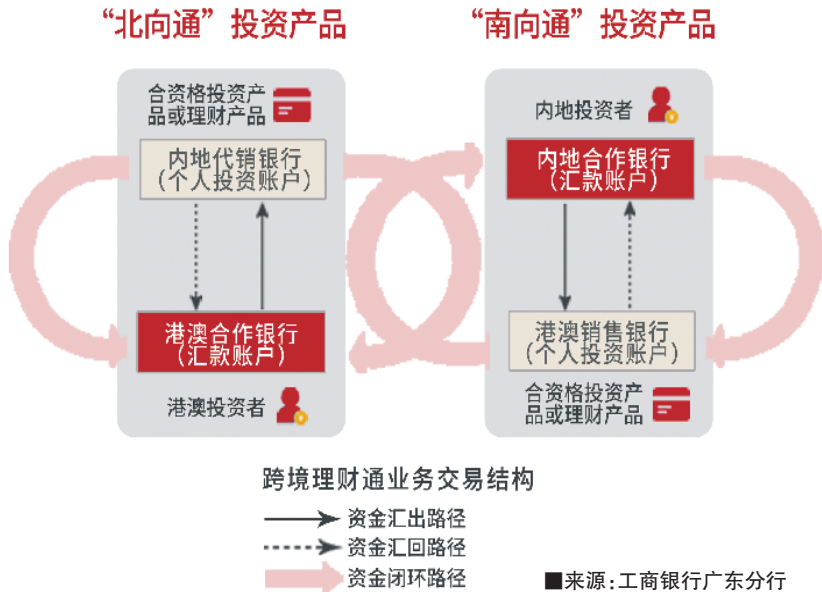 “北向通”投资产品
合资格投资产
品或理财产品
内地代销银行
(个人投资账户)
港澳合作银行
(汇款账户)
港澳投资者
“南向通”投资产品
内地投资者
内地合作银行
(汇款账户)
港澳销售银行
(个人投资账户)
合资格投资产
品或理财产品
跨境理财通业务交易结构
资金汇出路径
资金汇回路径
资金闭环路径
■来源:工商银行广东分行